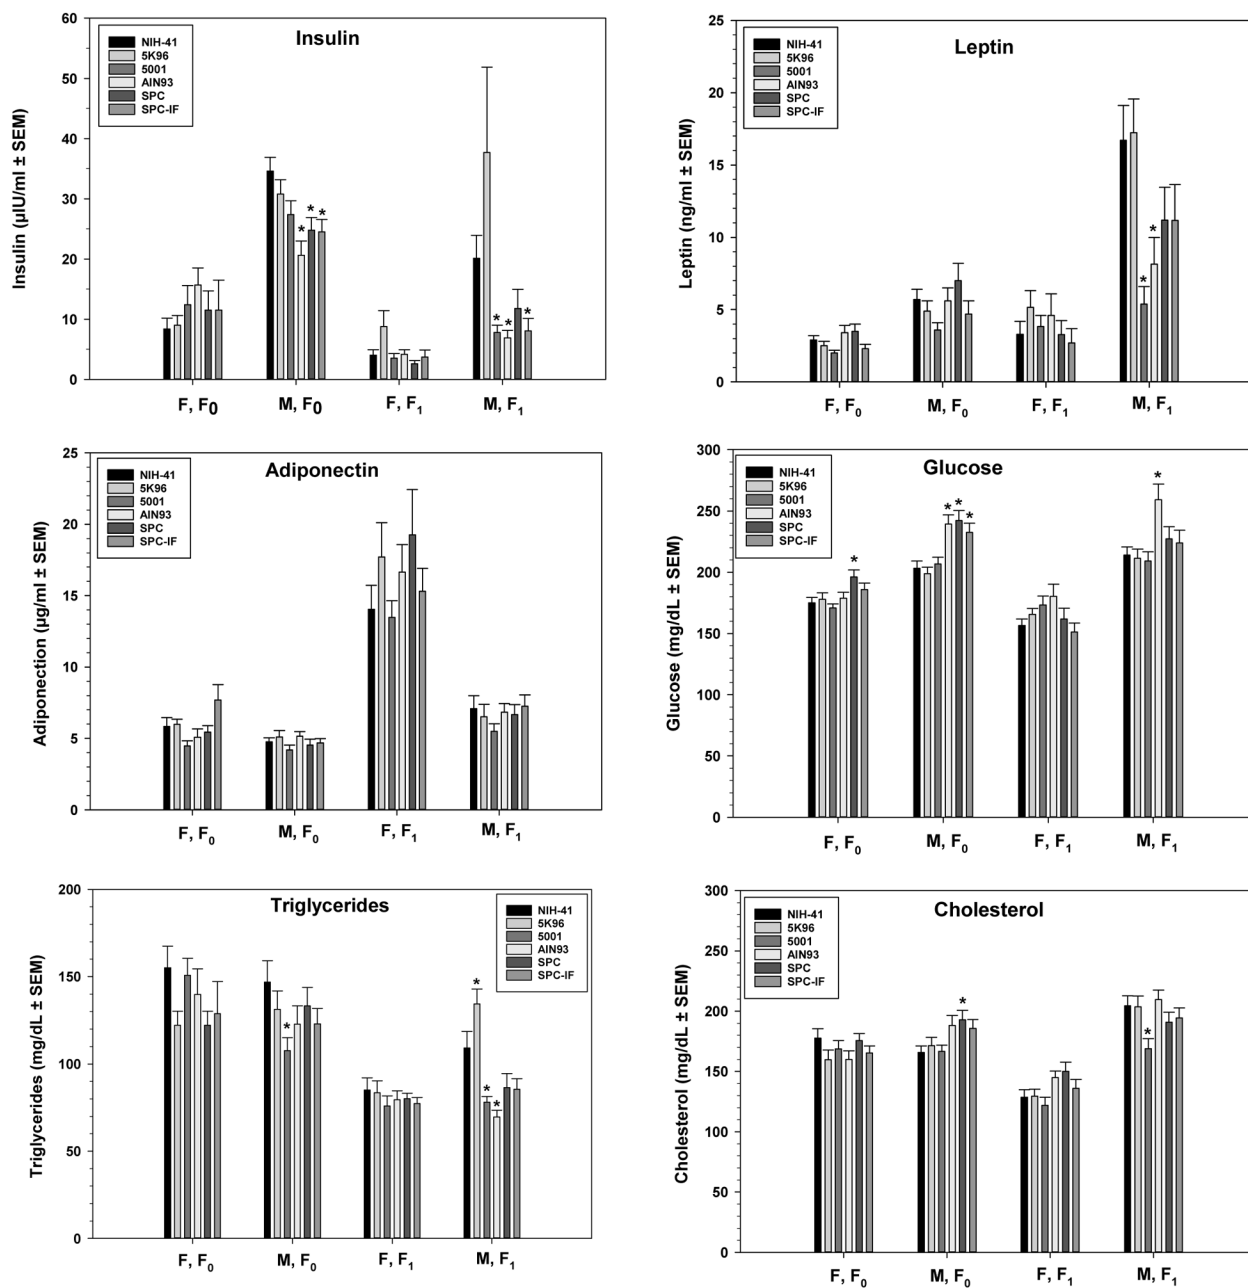 Insulin
NIH-41
5K96
5001
AIN93
SPC
SPC-IF
Insulin (µIU/ml ± SEM)
60
50
40
30
20
10
0
* * *
* * *
F, F0 M, F0 F, F1 M, F1
Leptin
NIH-41
5K96
5001
AIN93
SPC
SPC-IF
Leptin (ng/ml ± SEM)
25
20
15
10
5
0
* *
F, F0 M, F0 F, F1 M, F1
Adiponectin
NIH-41
5K96
5001
AIN93
SPC
SPC-IF
Adiponection (µg/ml ± SEM)
25
20
15
10
5
0
F, F0 M, F0 F, F1 M, F1
Glucose
NIH-41
5K96
5001
AIN93
SPC
SPC-IF
Glucose (mg/dL ± SEM)
300
250
200
150
100
50
0
*
* * *
*
F, F0 M, F0 F, F1 M, F1
Triglycerides
NIH-41
5K96
5001
AIN93
SPC
SPC-IF
Triglycerides (mg/dL ± SEM)
200
150
100
50
0
*
* * *
F, F0 M, F0 F, F1 M, F1
Cholesterol
NIH-41
5K96
5001
AIN93
SPC
SPC-IF
Cholesterol (mg/dL ± SEM)
300
250
200
150
100
50
0
*
*
F, F0 M, F0 F, F1 M, F1